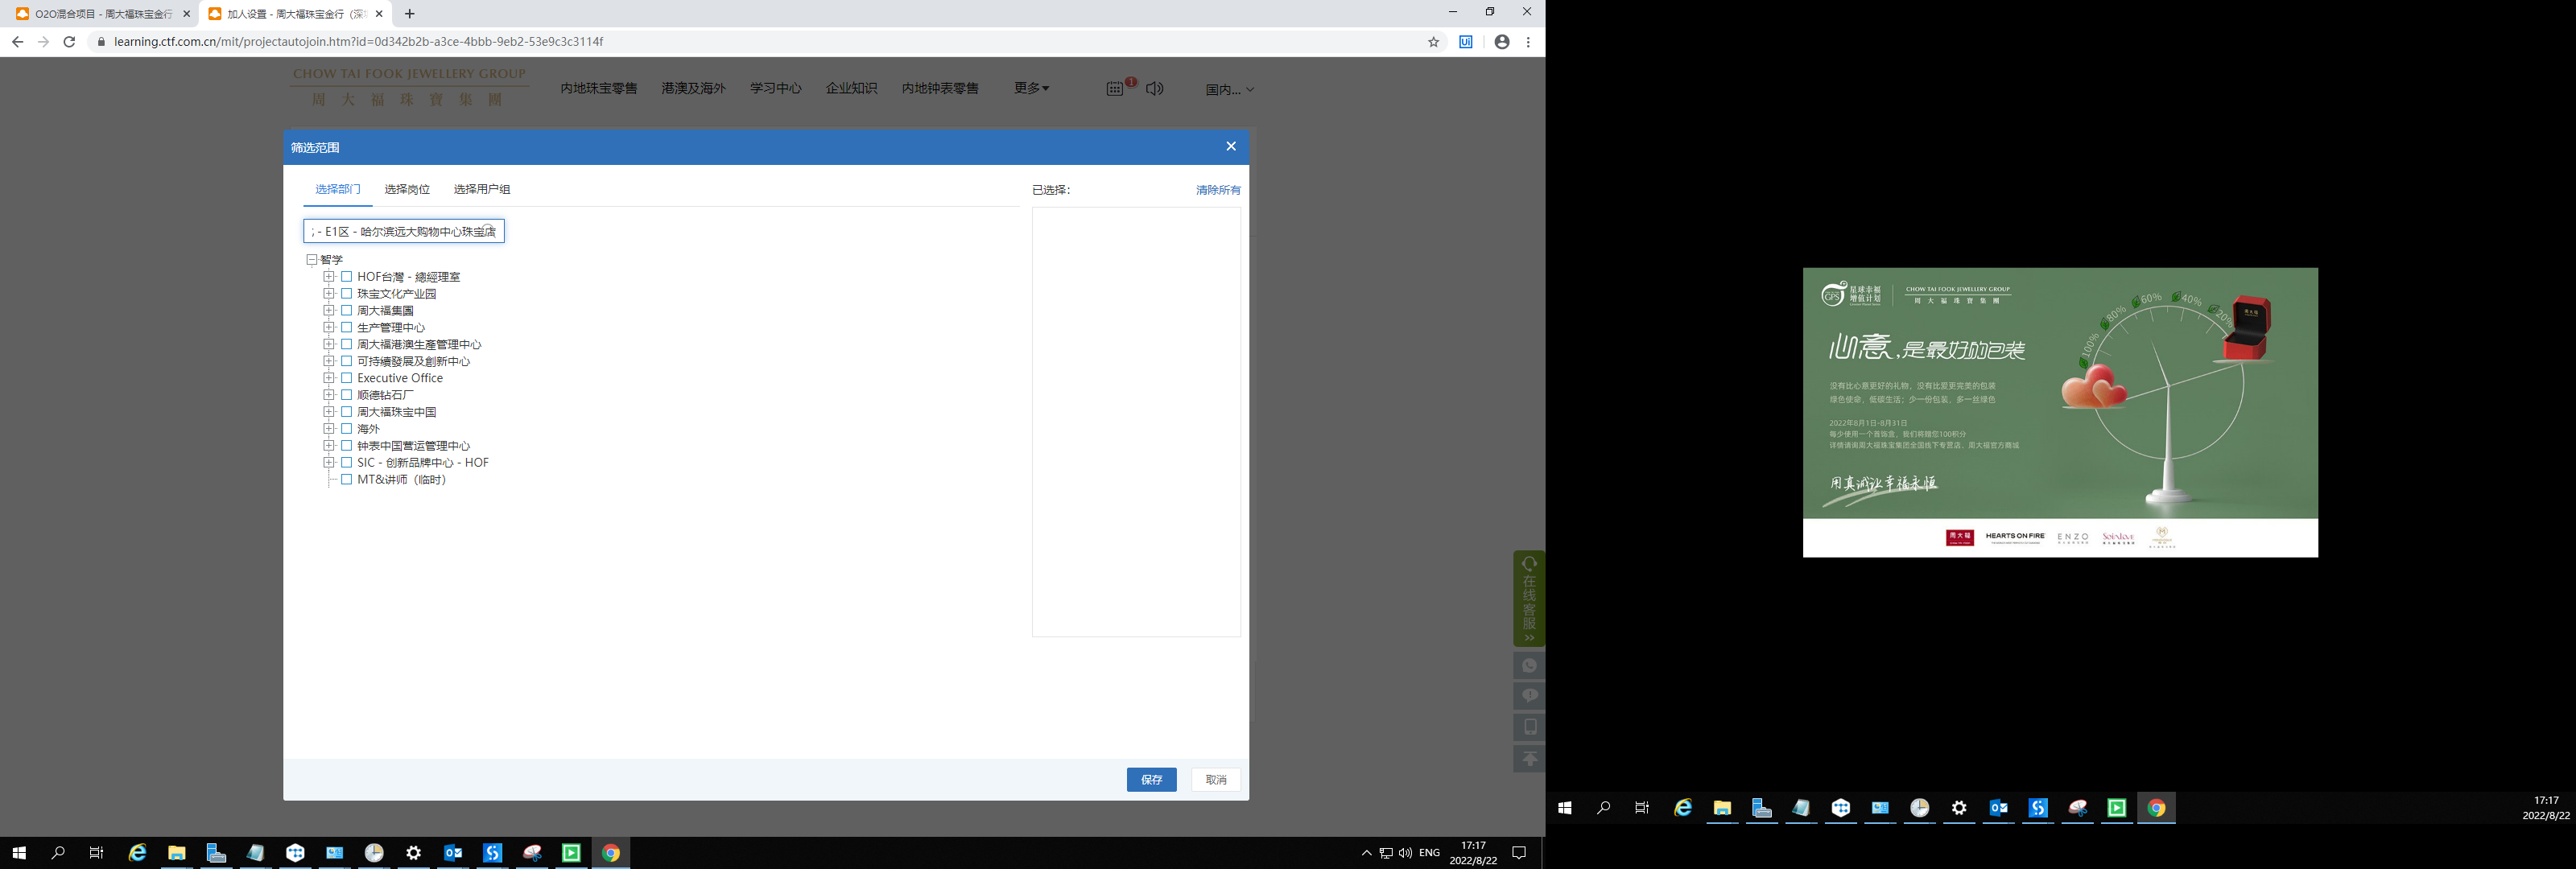 O2O混合项目 - 周大福珠宝金行
加人设置 - 周大福珠宝金行（深圳
learning.ctf.com.cn/mit/projectautojoin.htm?id=0d342b2b-a3ce-4bbb-9eb2-53e9c3c3114f
CHOW TAI FOOK JEWELLERY GROUP
周大福珠寶集團
内地珠宝零售 港澳及海外 学习中心 企业知识 内地钟表零售 更多 1 国内...
筛选范围
选择部门 选择岗位 选择用户组
已选择： 清除所有
- E1区 - 哈尔滨远大购物中心珠宝店
智学
HOF台灣 - 總經理室
珠宝文化产业园
周大福集團
生产管理中心
周大福港澳生產管理中心
可持續發展及創新中心
Executive Office
顺德钻石厂
周大福珠宝中国
海外
钟表中国营运管理中心
SIC - 创新品牌中心 - HOF
MT&讲师（临时）
保存 取消
在线客服
ENG
17:17
2022/8/22
GPS
星球幸福
增值计划
CHOW TAI FOOK JEWELLERY GROUP
周大福珠寶集團
心意，是最好的包装
没有比心意更好的礼物，没有比爱更完美的包装
绿色使命，低碳生活；少一份包装，多一丝绿色
2022年8月1日-8月31日
每少使用一个首饰盒，我们将赠您100积分
详情请询周大福珠宝集团全国线下专营店、周大福官方商城
用真诚让幸福永恒
100%
80%
60%
40%
20%
周大福
周大福
HEARTS ON FIRE
ENZO
Soinlove
17:17
2022/8/22